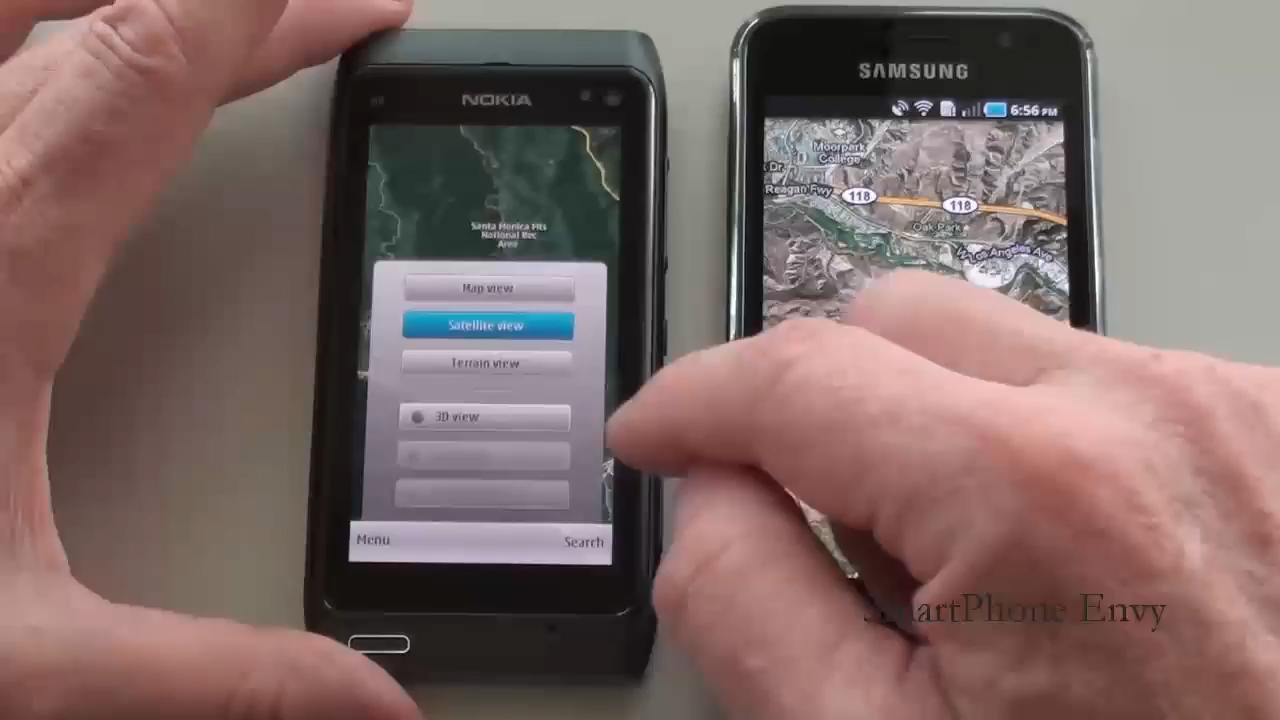 NOKIA
Santa Monica Mts
National Rec
Area
Map view
Satellite view
Terrain view
3D view
Menu
Search
SAMSUNG
6:56 PM
Moorpark
College
Dr.
Reagan Fwy
118
118
Oak Park
W Los Angeles Ave
SmartPhone Envy